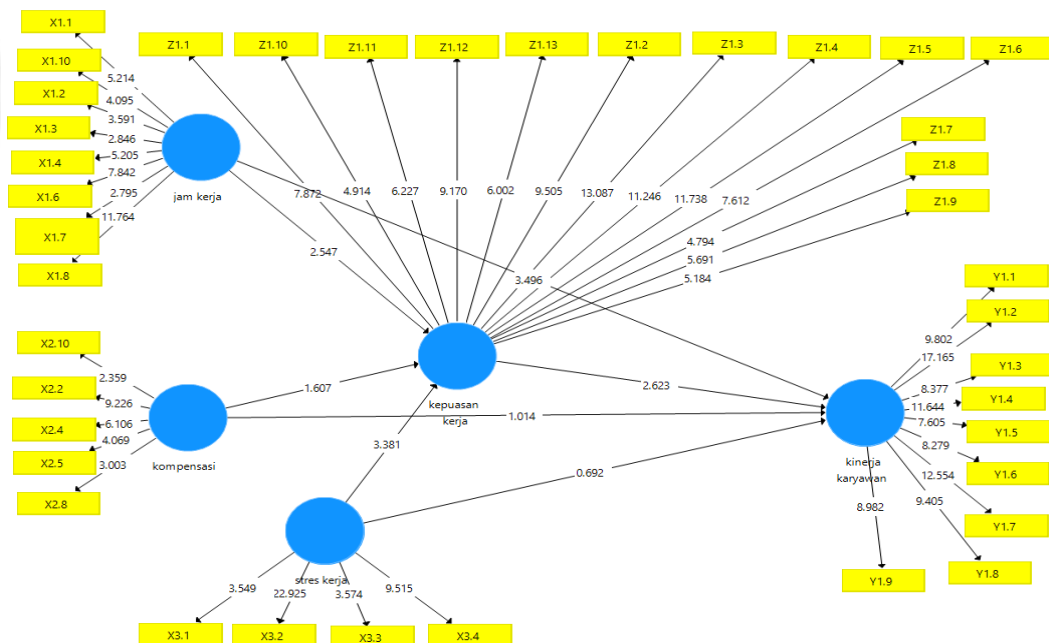 X1.1
X1.10
X1.2
X1.3
X1.4
X1.6
X1.7
X1.8
5.214
4.095
3.591
2.846
5.205
7.842
2.795
11.764
jam kerja
Z1.1
Z1.10
Z1.11
Z1.12
Z1.13
Z1.2
Z1.3
Z1.4
Z1.5
Z1.6
Z1.7
Z1.8
Z1.9
7.872
4.914
6.227
9.170
6.002
9.505
13.087
11.246
11.738
7.612
4.794
5.691
5.184
2.547
3.496
kepuasan
kerja
X2.10
X2.2
X2.4
X2.5
X2.8
2.359
9.226
6.106
4.069
3.003
kompensasi
1.607
1.014
3.381
2.623
0.692
stres kerja
3.549
22.925
3.574
9.515
X3.1
X3.2
X3.3
X3.4
kinerja
karyawan
Y1.1
Y1.2
Y1.3
Y1.4
Y1.5
Y1.6
Y1.7
Y1.8
Y1.9
9.802
17.165
8.377
11.644
7.605
8.279
12.554
9.405
8.982